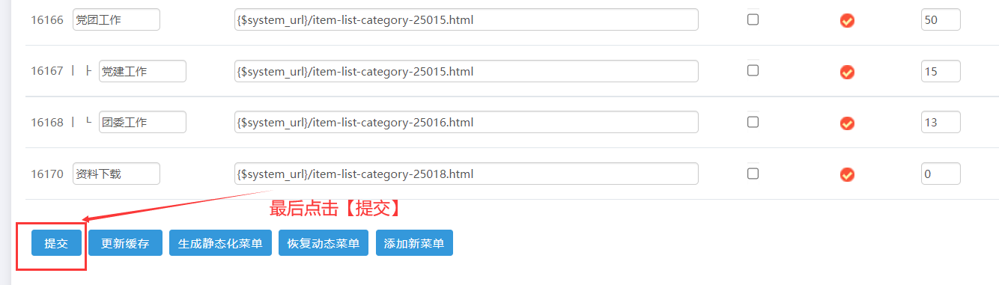 16166 党团工作 {$system_url}/item-list-category-25015.html 50
16167 | ├ 党建工作 {$system_url}/item-list-category-25015.html 15
16168 | └ 团委工作 {$system_url}/item-list-category-25016.html 13
16170 资料下载 {$system_url}/item-list-category-25018.html 0
最后点击【提交】
提交 更新缓存 生成静态化菜单 恢复动态菜单 添加新菜单